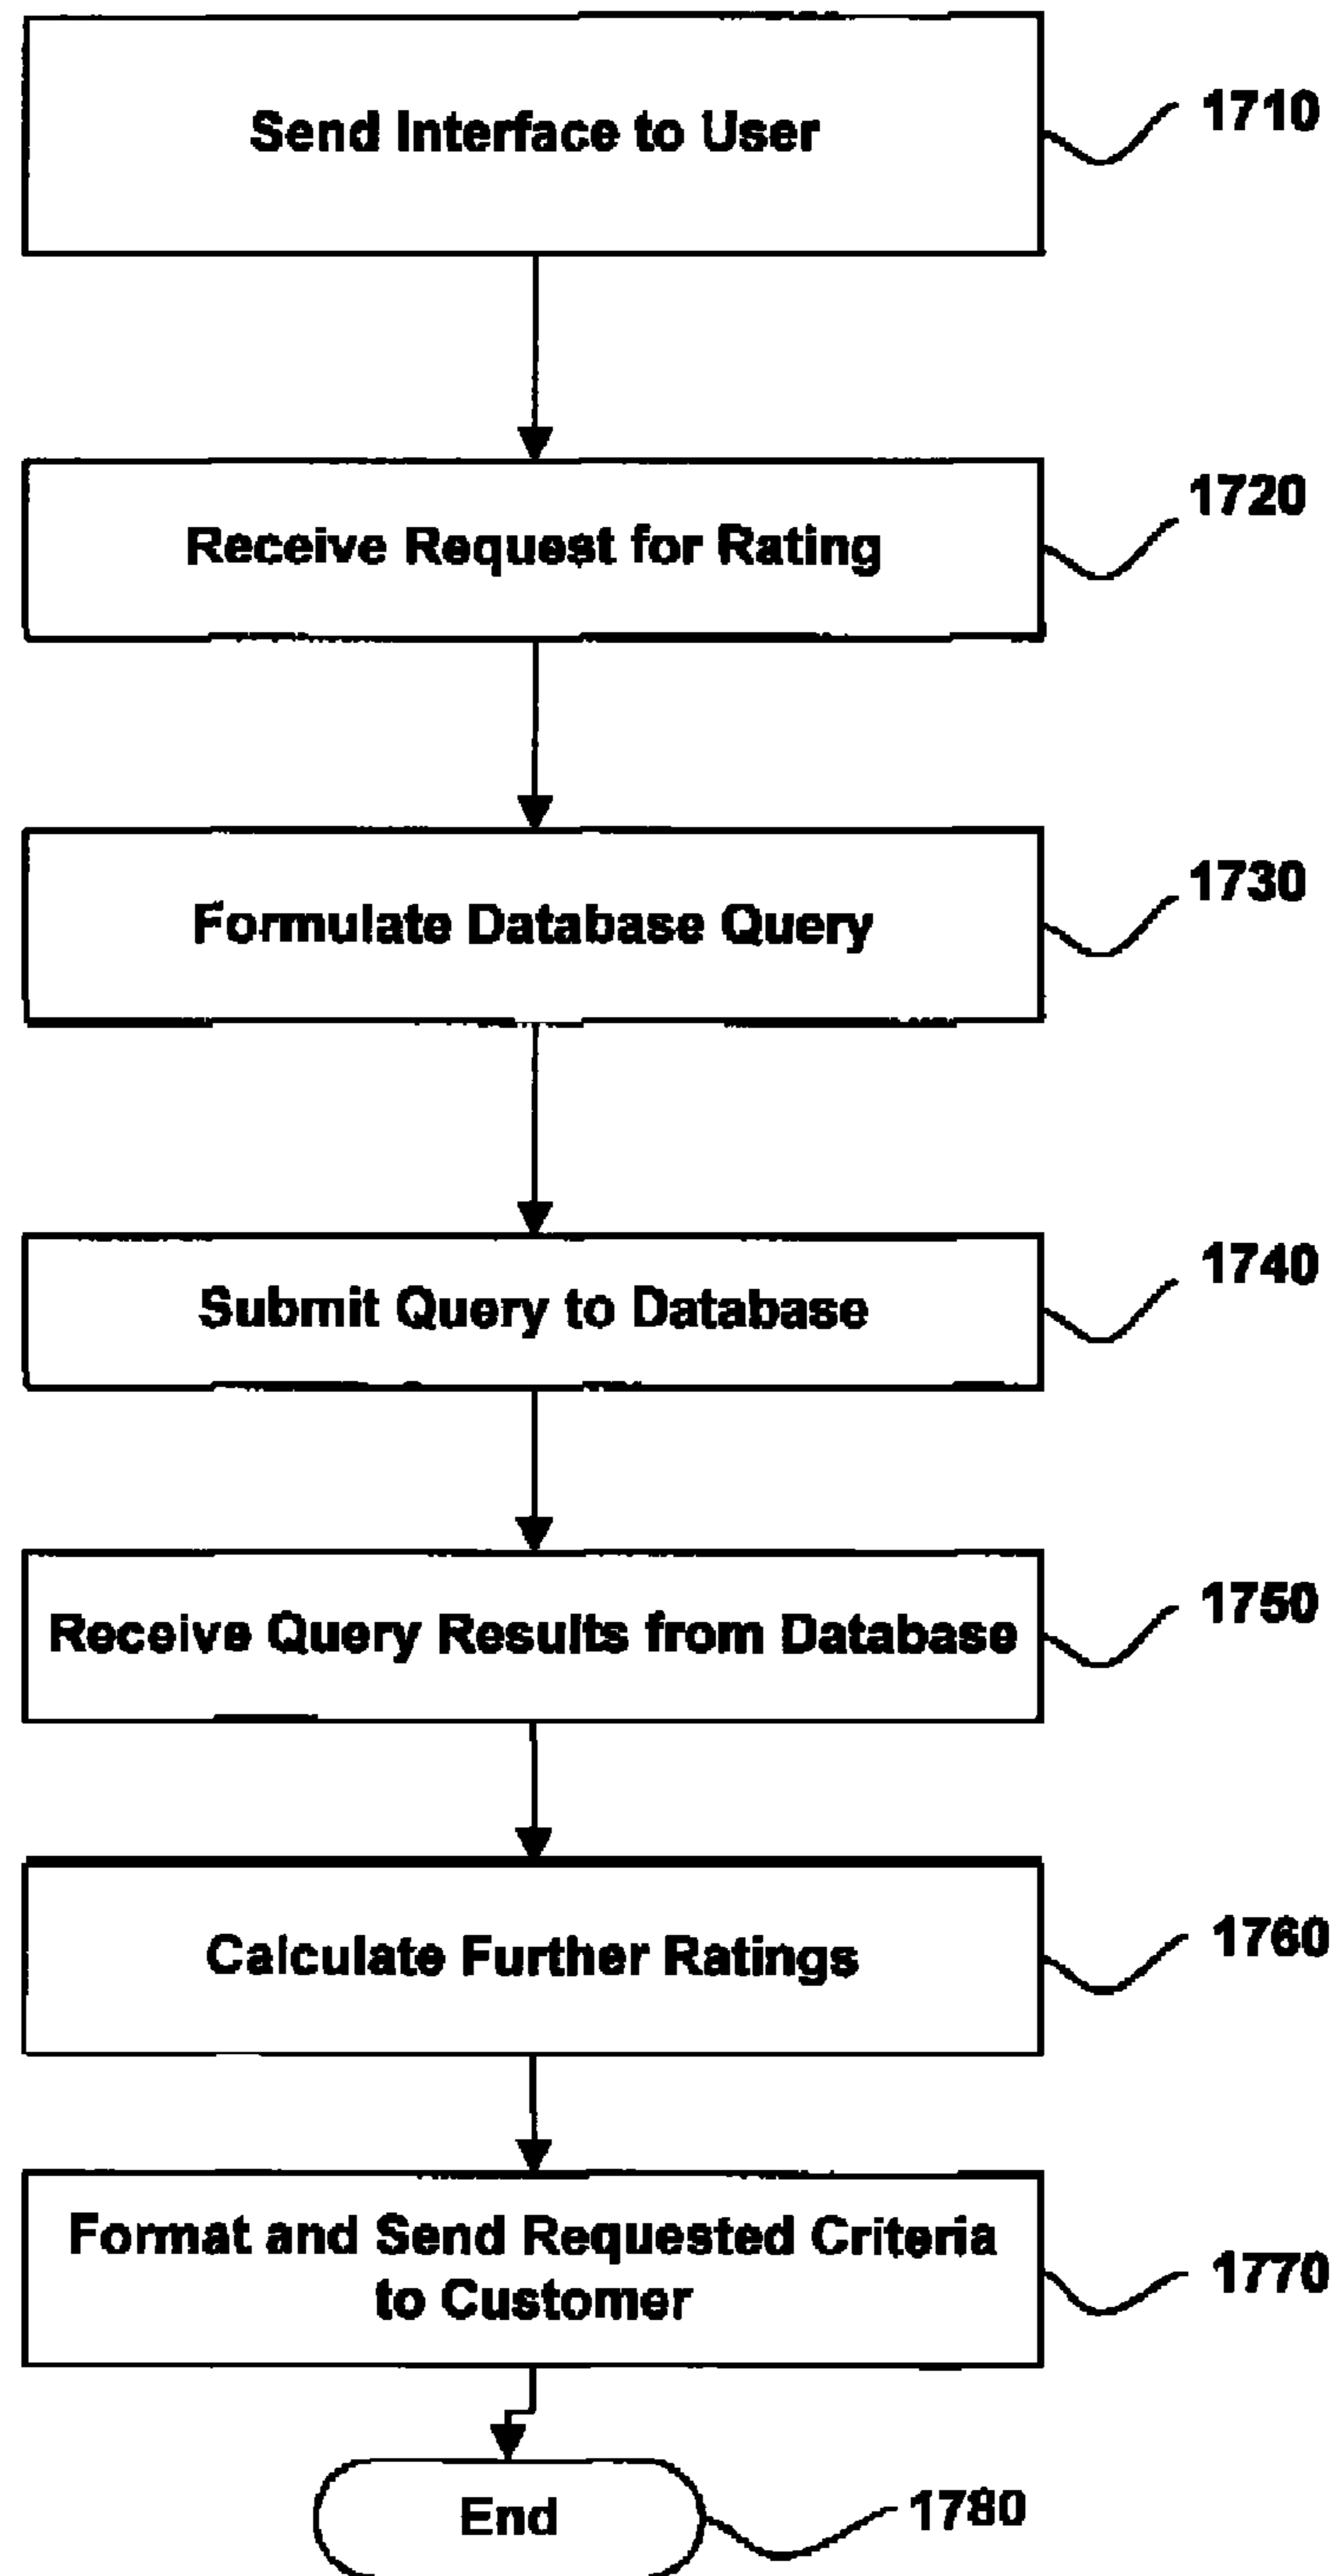 Send Interface to User
1710
Receive Request for Rating
1720
Formulate Database Query
1730
Submit Query to Database
1740
Receive Query Results from Database
1750
Calculate Further Ratings
1760
Format and Send Requested Criteria
to Customer
1770
End
1780